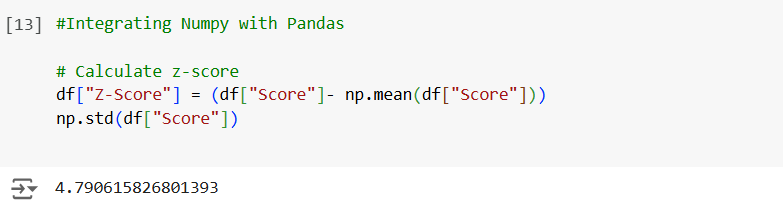 [13] #Integrating Numpy with Pandas
# Calculate z-score
df["Z-Score"] = (df["Score"]- np.mean(df["Score"]))
np.std(df["Score"])
4.790615826801393